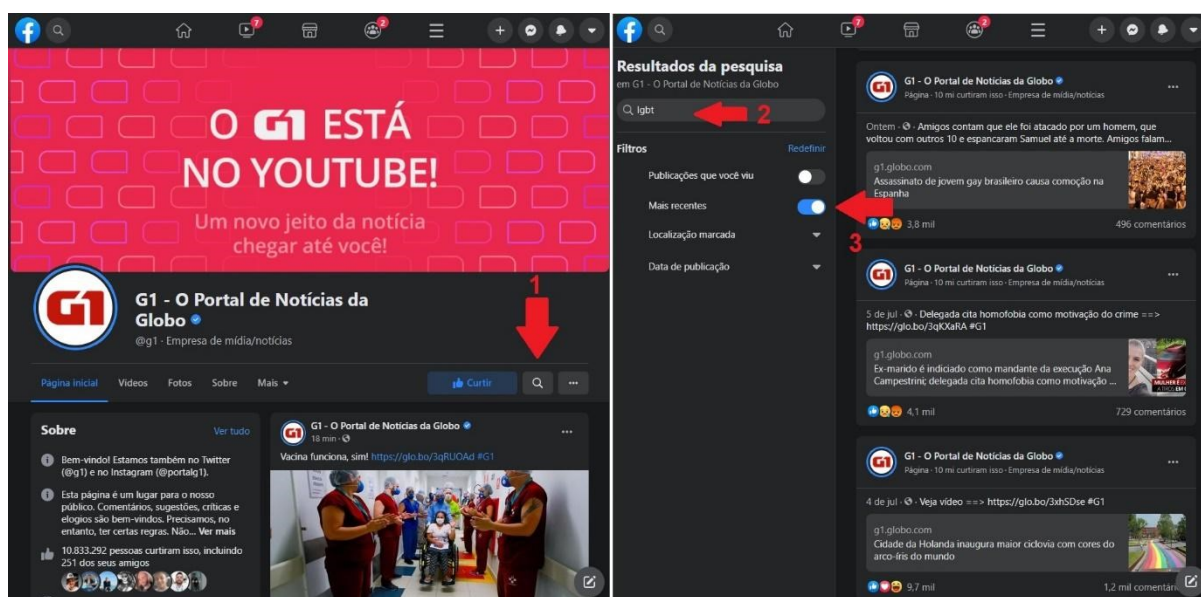 7
2
O G1 ESTÁ
NO YOUTUBE!
Um novo jeito da notícia
chegar até você!
1
G1
G1 - O Portal de Notícias da
Globo
@g1 · Empresa de mídia/notícias
Página inicial Vídeos Fotos Sobre Mais
Curtir
Sobre
Ver tudo
Bem-vindo! Estamos também no Twitter
(@g1) e no Instagram (@portalg1).
Esta página é um lugar para o nosso
público. Comentários, sugestões, críticas e
elogios são bem-vindos. Precisamos, no
entanto, ter certas regras. Não... Ver mais
10.833.292 pessoas curtiram isso, incluindo
251 dos seus amigos
G1
G1 - O Portal de Notícias da Globo
18 min
Vacina funciona, sim! https://glo.bo/3qRUOAd #G1
7
2
Resultados da pesquisa
em G1 - O Portal de Notícias da Globo
lgbt
2
Filtros
Redefinir
Publicações que você viu
Mais recentes
3
Localização marcada
Data de publicação
G1
G1 - O Portal de Notícias da Globo
Página · 10 mi curtiram isso · Empresa de mídia/notícias
Ontem · Amigos contam que ele foi atacado por um homem, que
voltou com outros 10 e espancaram Samuel até a morte. Amigos falam...
g1.globo.com
Assassinato de jovem gay brasileiro causa comoção na
Espanha
3,8 mil
496 comentários
G1
G1 - O Portal de Notícias da Globo
Página · 10 mi curtiram isso · Empresa de mídia/notícias
5 de jul · Delegada cita homofobia como motivação do crime ==>
https://glo.bo/3qKXaRA #G1
g1.globo.com
Ex-marido é indiciado como mandante da execução Ana
Campestrini; delegada cita homofobia como motivação ...
4,1 mil
729 comentários
G1
G1 - O Portal de Notícias da Globo
Página · 10 mi curtiram isso · Empresa de mídia/notícias
4 de jul · Veja vídeo ==> https://glo.bo/3xhSDse #G1
g1.globo.com
Cidade da Holanda inaugura maior ciclovia com cores do
arco-íris do mundo
9,7 mil
1,2 mil